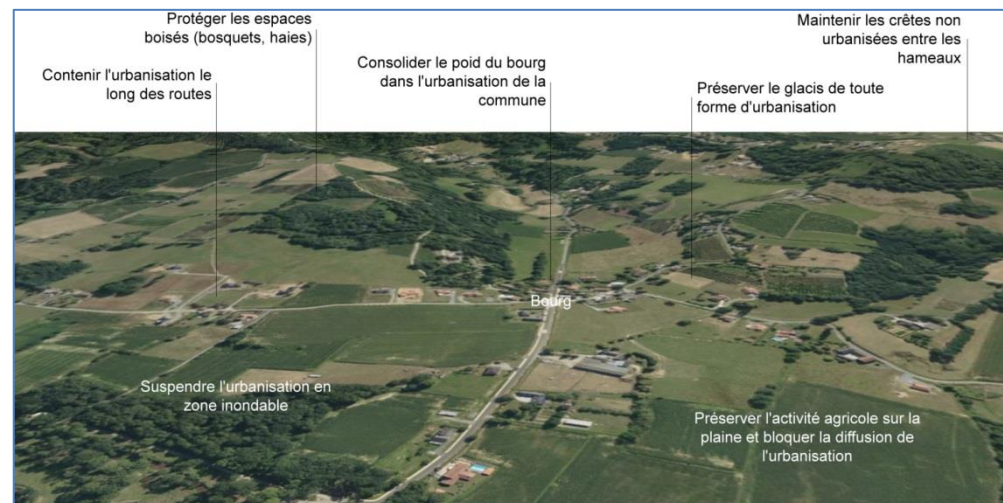 Protéger les espaces
boisés (bosquets, haies)
Maintenir les crêtes non
urbanisées entre les
hameaux
Contenir l'urbanisation le
long des routes
Consolider le poid du bourg
dans l'urbanisation de la
commune
Préserver le glacis de toute
forme d'urbanisation
Bourg
Suspendre l'urbanisation en
zone inondable
Préserver l'activité agricole sur la
plaine et bloquer la diffusion de
l'urbanisation